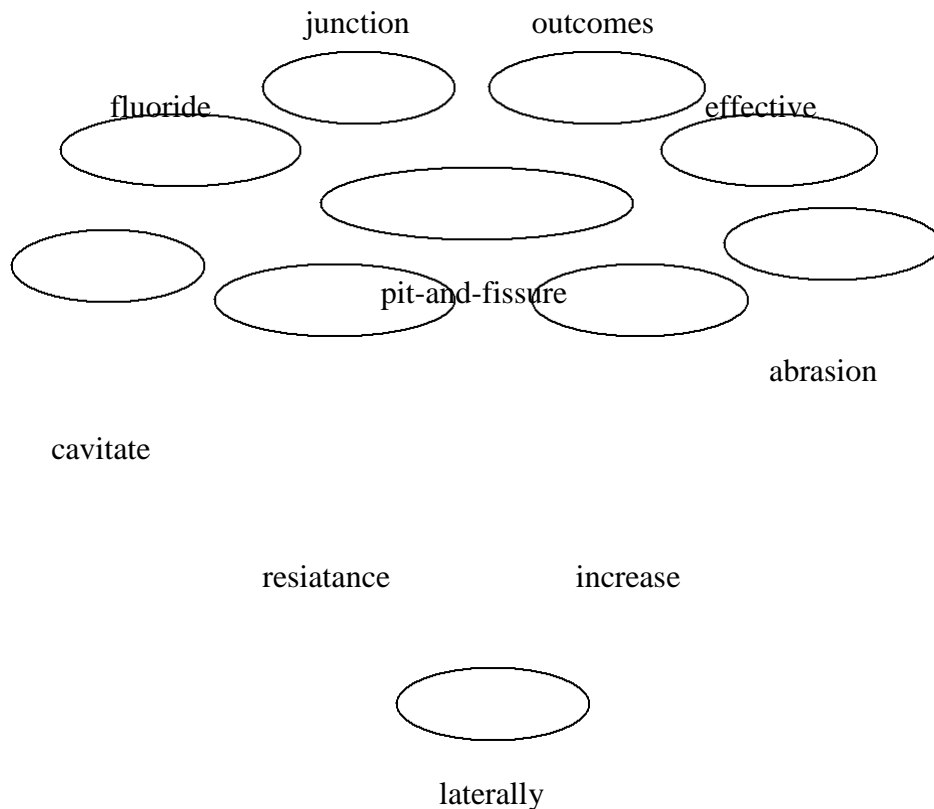 junction
outcomes
fluoride
effective
pit-and-fissure
abrasion
cavitate
resiatance
increase
laterally